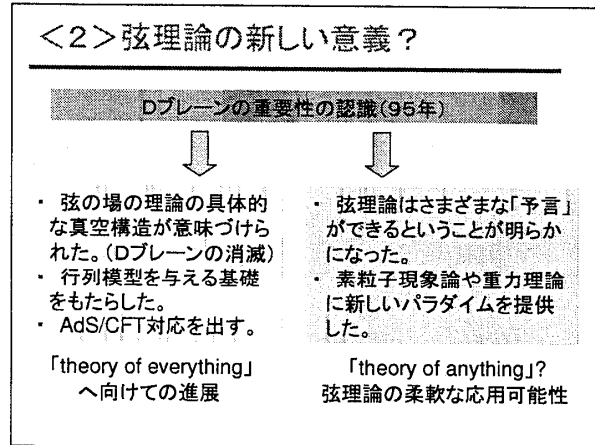 <2>弦理論の新しい意義?
Dブレーンの重要性の認識(95年)
・ 弦の場の理論の具体的
な真空構造が意味づけら
れた。(Dブレーンの消滅)
・ 行列模型を与える基礎
をもたらした。
・ AdS/CFT対応を出す。
「theory of everything」
へ向けての進展
・ 弦理論はさまざまな「予言」
ができるということが明らか
になった。
・ 素粒子現象論や重力理論
に新しいパラダイムを提供
した。
「theory of anything」?
弦理論の柔軟な応用可能性